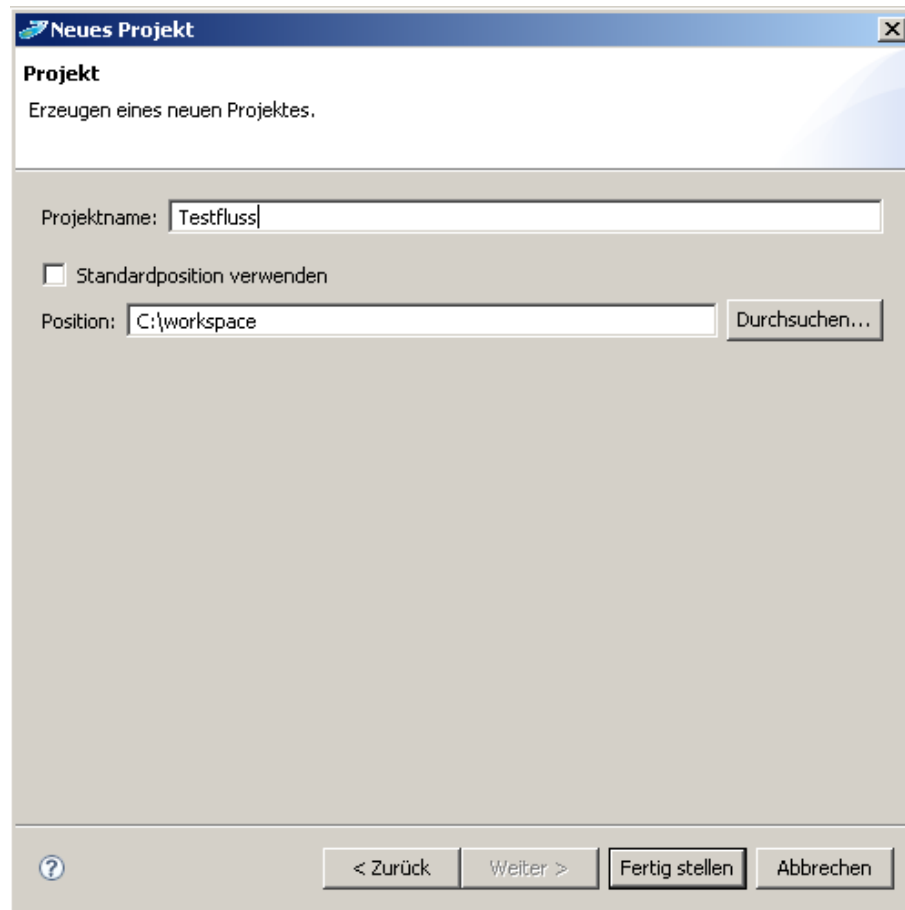 Neues Projekt
Projekt
Erzeugen eines neuen Projektes.
Projektname: Testfluss
Standardposition verwenden
Position: C:\workspace Durchsuchen...
? < Zurück Weiter > Fertig stellen Abbrechen